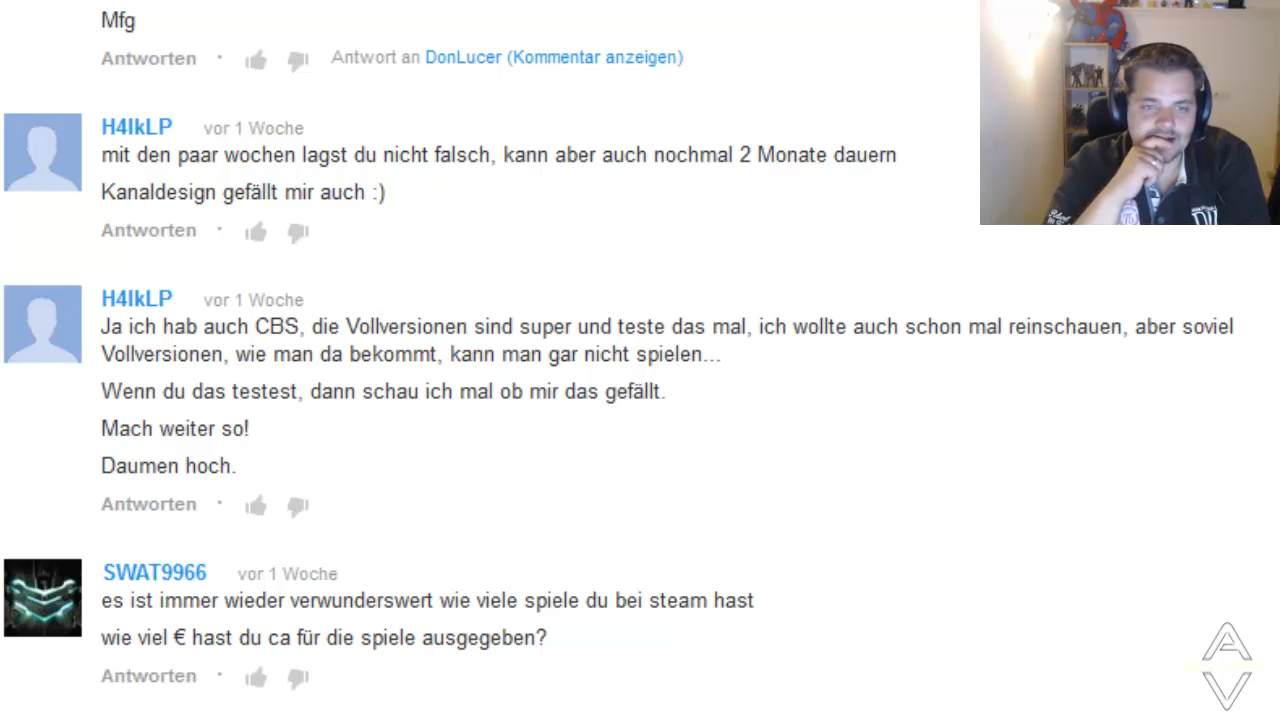 Mfg
Antworten · Antwort an DonLucer (Kommentar anzeigen)
H4lkLP vor 1 Woche
mit den paar wochen lagst du nicht falsch, kann aber auch nochmal 2 Monate dauern
Kanaldesign gefällt mir auch :)
Antworten ·
H4lkLP vor 1 Woche
Ja ich hab auch CBS, die Vollversionen sind super und teste das mal, ich wollte auch schon mal reinschauen, aber soviel
Vollversionen, wie man da bekommt, kann man gar nicht spielen...
Wenn du das testest, dann schau ich mal ob mir das gefällt.
Mach weiter so!
Daumen hoch.
Antworten ·
SWAT9966 vor 1 Woche
es ist immer wieder verwunderswert wie viele spiele du bei steam hast
wie viel € hast du ca für die spiele ausgegeben?
Antworten ·